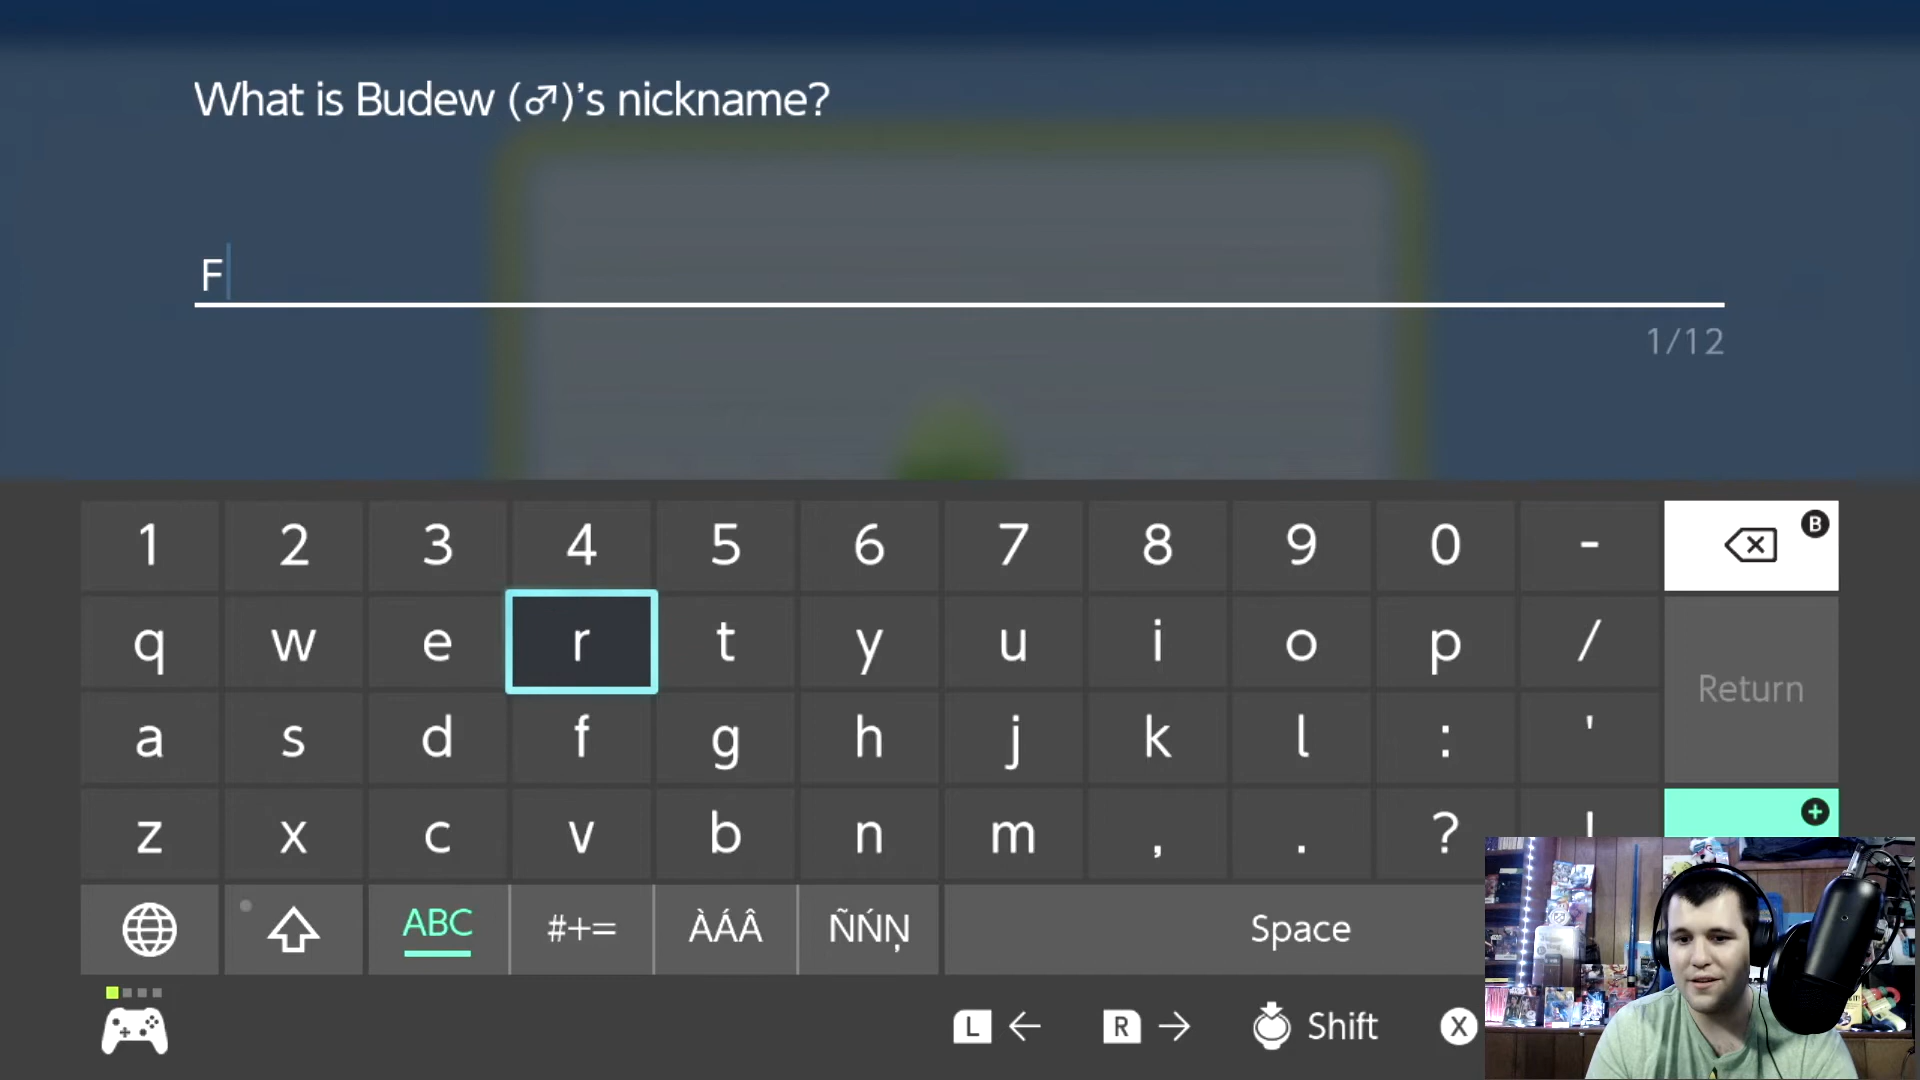 What is Budew (♂)'s nickname?
F
1/12
1 2 3 4 5 6 7 8 9 0 - B
q w e r t y u i o p /
Return
a s d f g h j k l : '
+
z x c v b n m , . ? !
ABC #+= ÀÁÂ ÑŃŅ Space
L ← R → Shift X